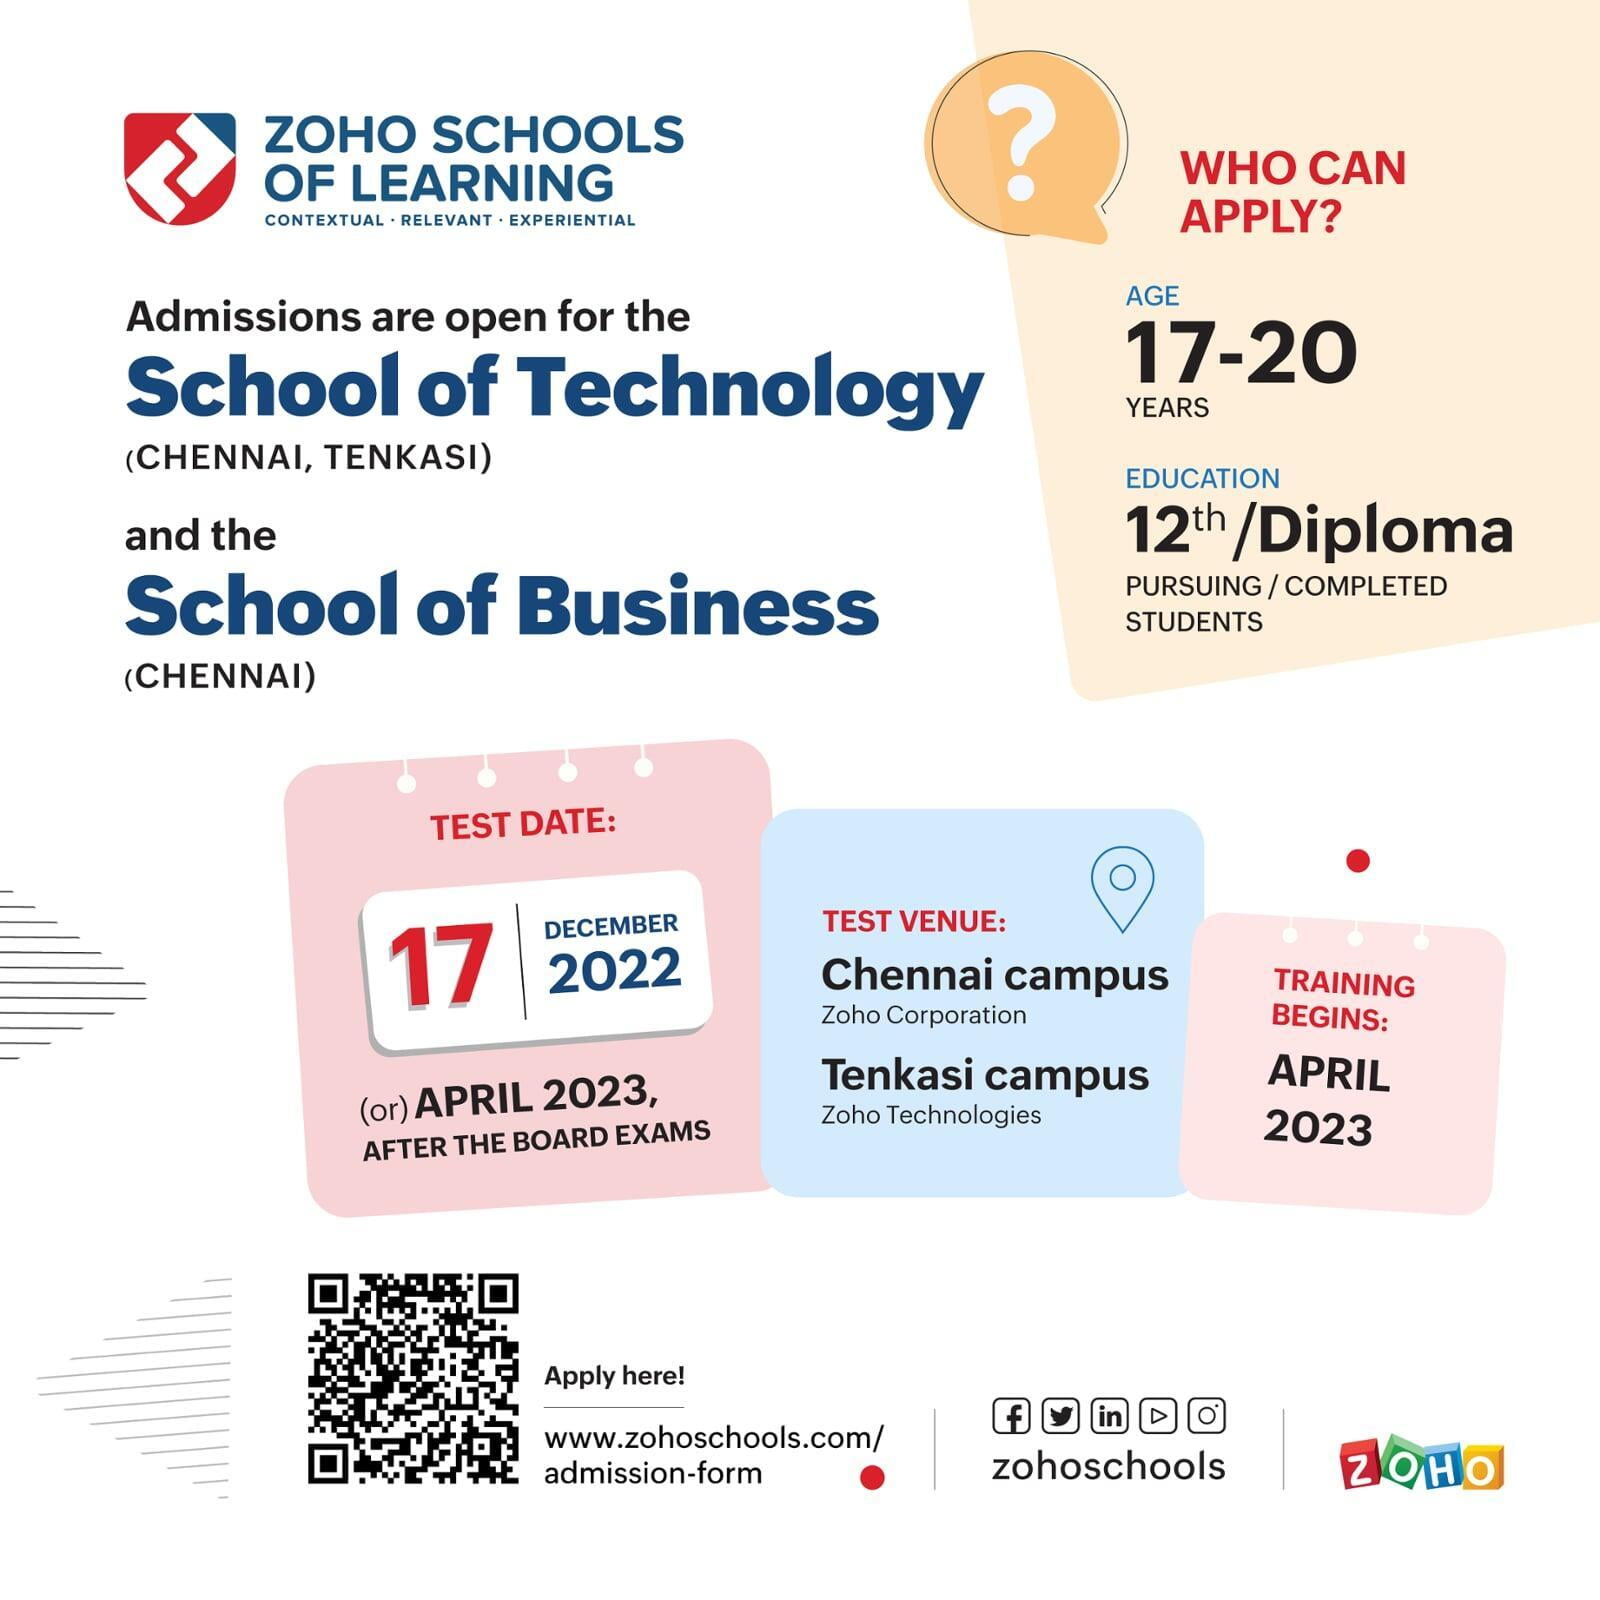 ZOHO SCHOOLS
OF LEARNING
CONTEXTUAL · RELEVANT · EXPERIENTIAL
Admissions are open for the
School of Technology
(CHENNAI, TENKASI)
and the
School of Business
(CHENNAI)
?
WHO CAN
APPLY?
AGE
17-20
YEARS
EDUCATION
12th /Diploma
PURSUING / COMPLETED
STUDENTS
TEST DATE:
17
DECEMBER
2022
(or) APRIL 2023,
AFTER THE BOARD EXAMS
TEST VENUE:
Chennai campus
Zoho Corporation
Tenkasi campus
Zoho Technologies
TRAINING
BEGINS:
APRIL
2023
Apply here!
www.zohoschools.com/
admission-form
zohoschools
ZOHO